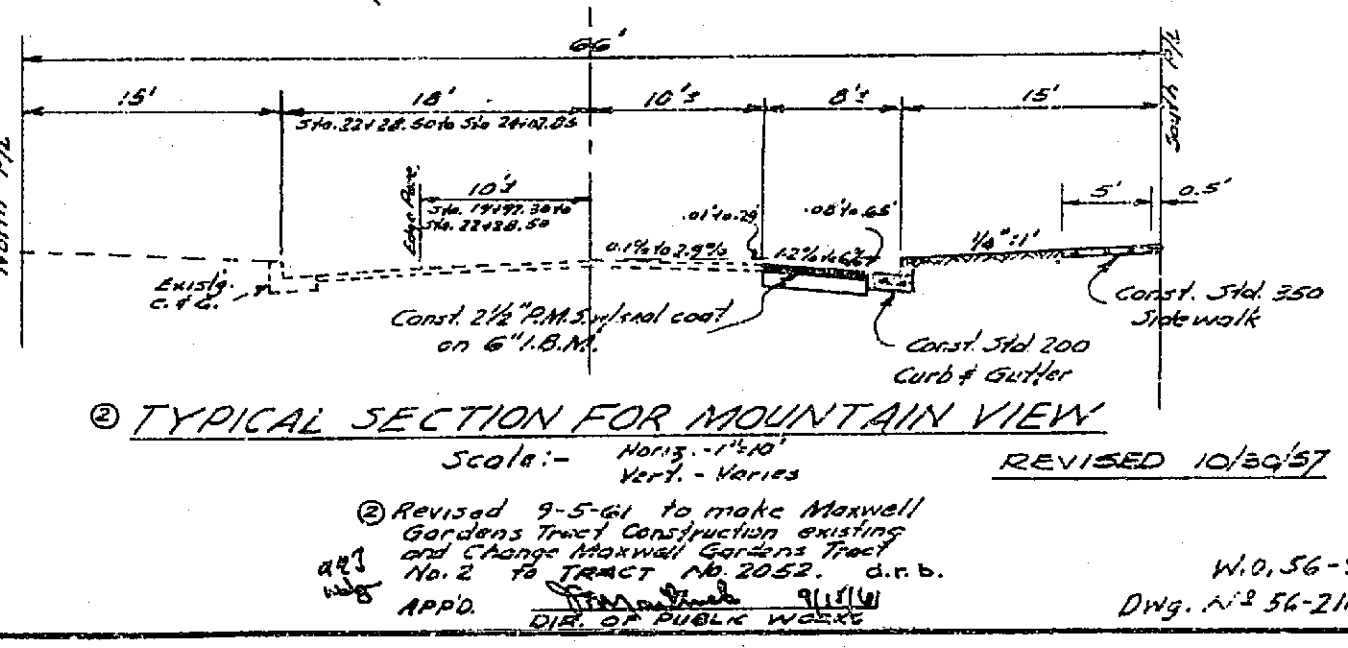 66'
15'
18'
10'±
8'±
15'
Sta. 22+28.50 to Sta 24+07.85
North P/L
South P/L
Edge Pave.
10'±
Sta. 19+97.30 to
Sta. 22+28.50
.01' to .29'
.08' to .65'
5'
0.5'
0.1% to 2.9%
1/4":1'
Existg.
C. & G.
Const. 2½" P.M.S. w/seal coat
on 6" I.B.M.
Const. Std. 200
Curb & Gutter
Const. Std. 350
Sidewalk
② TYPICAL SECTION FOR MOUNTAIN VIEW
Scale:- Horiz. - 1"=10'
Vert. - Varies
REVISED 10/30/57
② Revised 9-5-61 to make Maxwell
Gardens Tract Construction existing
and Change Maxwell Gardens Tract
No. 2 to TRACT No. 2052. d.r.b.
APP'D. 9/15/61
DIR. OF PUBLIC WORKS
W.O. 56-
Dwg. Nº 56-21